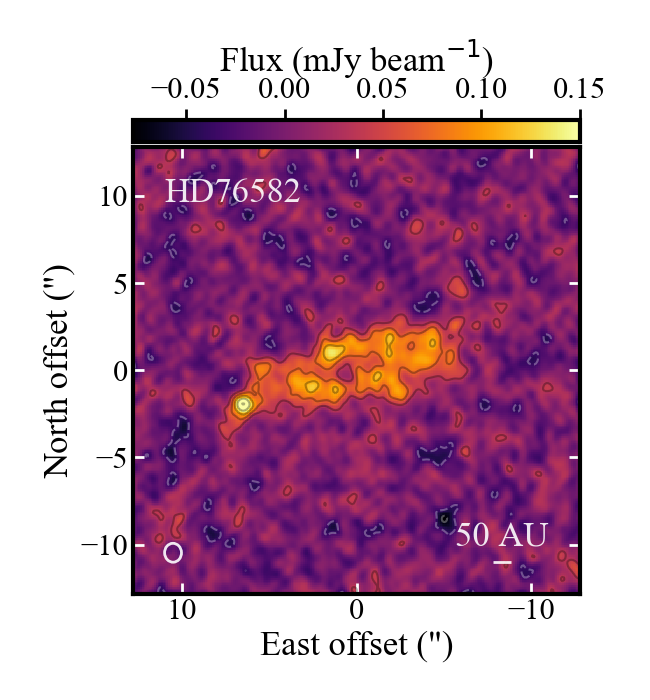 Flux (mJy beam⁻¹)
−0.05 0.00 0.05 0.10 0.15
HD76582
10
5
0
−5
−10
North offset (")
50 AU
10 0 −10
East offset (")